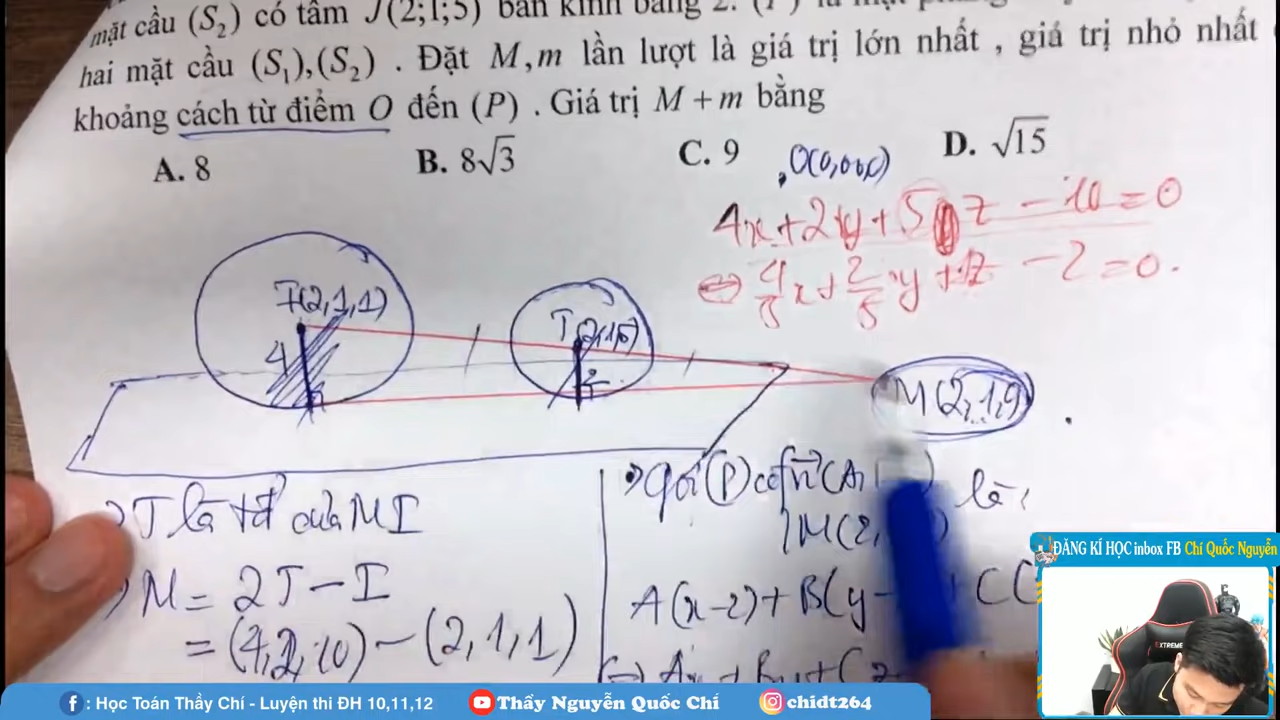 mặt cầu (S₂) có tâm J(2;1;5) bán kính bằng 2. (P) là mặt
hai mặt cầu (S₁),(S₂) . Đặt M,m lần lượt là giá trị lớn nhất , giá trị nhỏ nhất
khoảng cách từ điểm O đến (P) . Giá trị M + m bằng
A. 8
B. 8√3
C. 9
D. √15
O(0,0,0)
4x+2y+5z - 10 = 0
⇔ 4/5 x + 2/5 y + z - 2 = 0.
I(2,1,1)
4
J(2,1,5)
2
M(2,1,9)
J là tđ của MI
M = 2J - I
= (4,2,10) - (2,1,1)
Gọi (P) có n⃗ (A,
là:
M(2,
A(x-2) + B(y-
+ C(
ĐĂNG KÍ HỌC inbox FB Chí Quốc Nguyễn
: Học Toán Thầy Chí - Luyện thi ĐH 10,11,12
Thầy Nguyễn Quốc Chí
chidt264